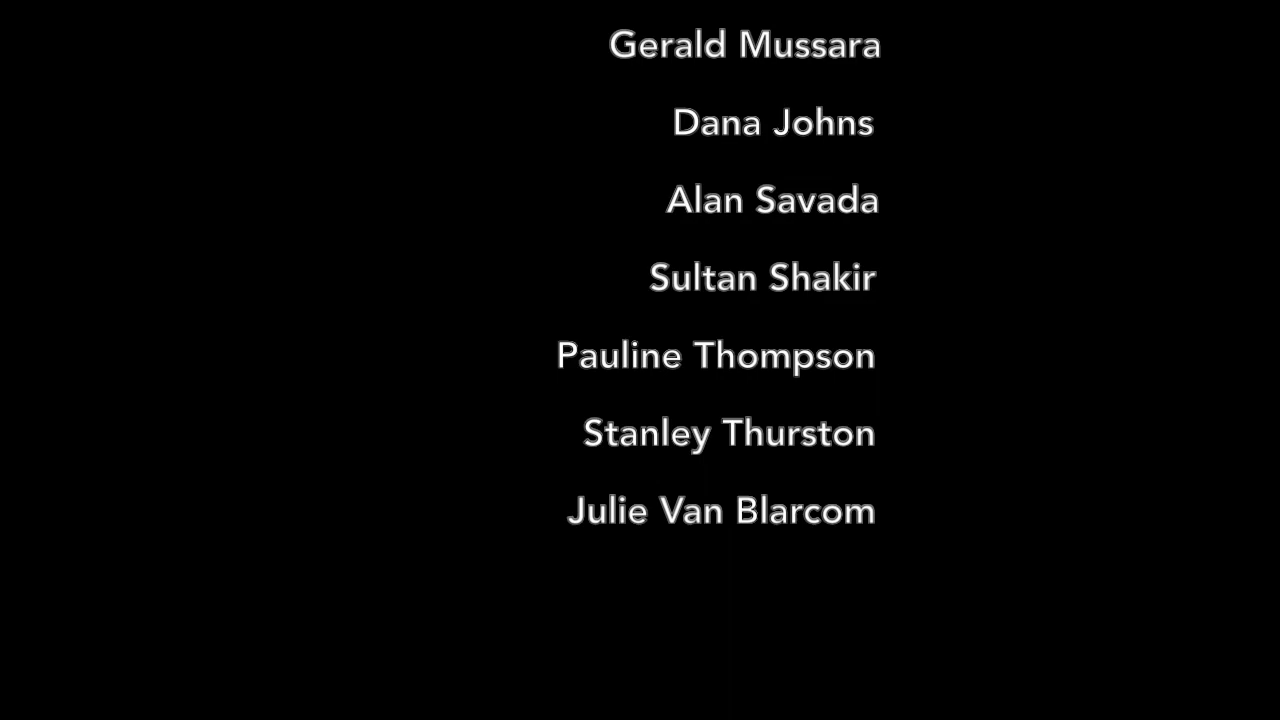 Gerald Mussara
Dana Johns
Alan Savada
Sultan Shakir
Pauline Thompson
Stanley Thurston
Julie Van Blarcom